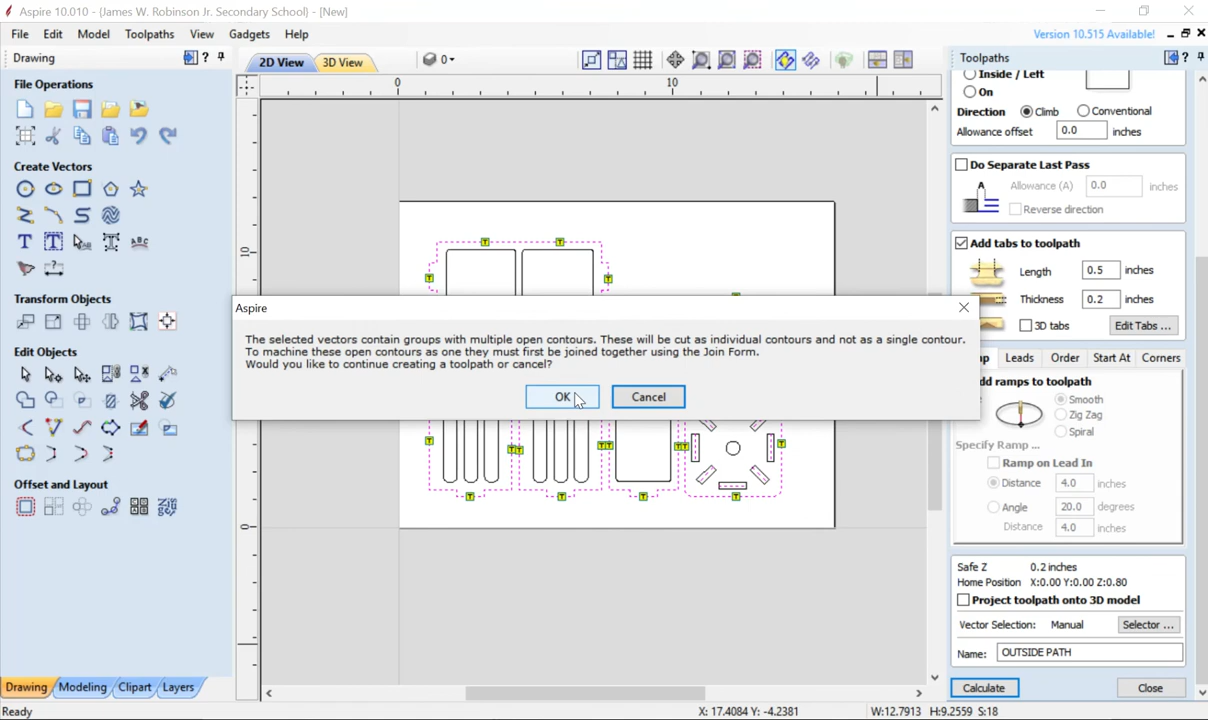 Aspire 10.010 - {James W. Robinson Jr. Secondary School} - [New]
File Edit Model Toolpaths View Gadgets Help
Version 10.515 Available!
Drawing
?
2D View
3D View
0
Toolpaths
?
File Operations
Create Vectors
Transform Objects
Edit Objects
Offset and Layout
Drawing Modeling Clipart Layers
0
10
10
0
T T T T T T T T T T T T T T T T T T
Aspire
The selected vectors contain groups with multiple open contours. These will be cut as individual contours and not as a single contour.
To machine these open contours as one they must first be joined together using the Join Form.
Would you like to continue creating a toolpath or cancel?
OK
Cancel
Inside / Left
On
Direction Climb Conventional
Allowance offset 0.0 inches
Do Separate Last Pass
A
Allowance (A) 0.0 inches
Reverse direction
Add tabs to toolpath
Length 0.5 inches
Thickness 0.2 inches
3D tabs Edit Tabs ...
Leads Order Start At Corners
ramps to toolpath
Smooth
Zig Zag
Spiral
Specify Ramp ...
Ramp on Lead In
Distance 4.0 inches
Angle 20.0 degrees
Distance 4.0 inches
Safe Z 0.2 inches
Home Position X:0.00 Y:0.00 Z:0.80
Project toolpath onto 3D model
Vector Selection: Manual Selector ...
Name: OUTSIDE PATH
Calculate Close
Ready
X: 17.4084 Y: -4.2381
W:12.7913 H:9.2559 S:18